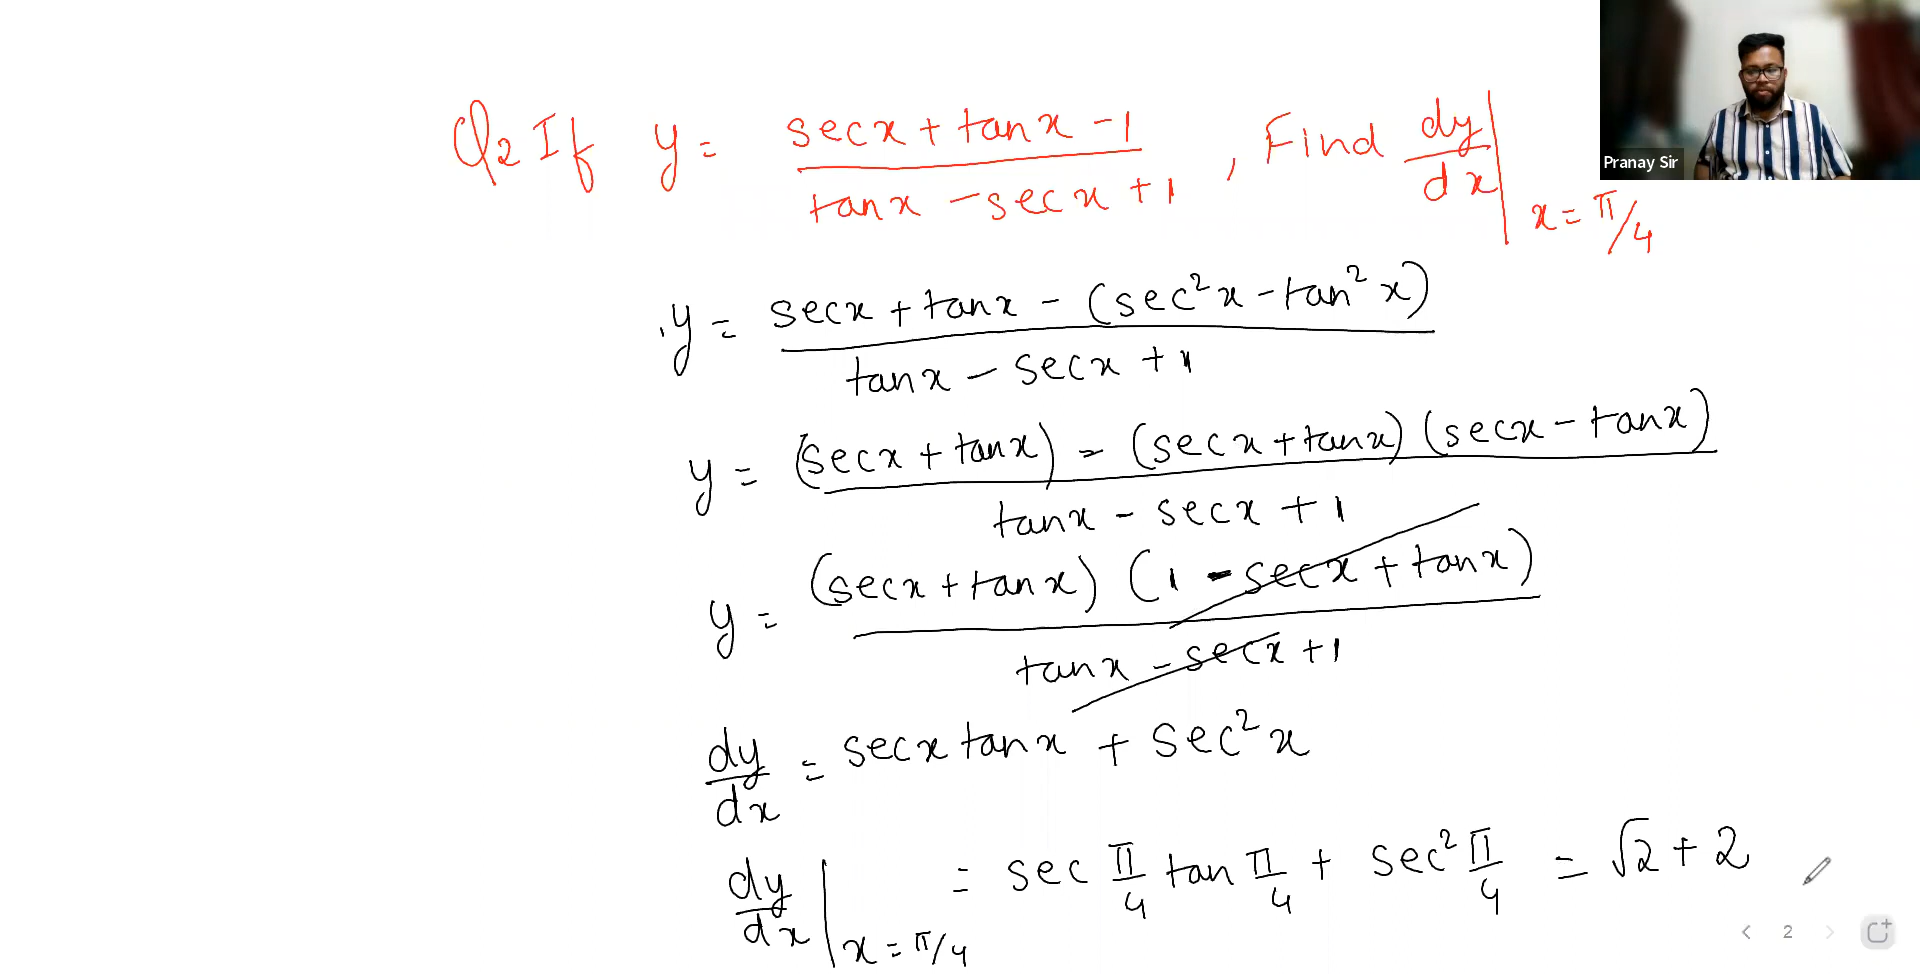 Q2 If y = (secx + tanx - 1)/(tanx - secx + 1) , Find dy/dx | x = π/4
Pranay Sir
y = (secx + tanx - (sec²x - tan²x))/(tanx - secx + 1)
y = ((secx + tanx) - (secx + tanx)(secx - tanx))/(tanx - secx + 1)
y = ((secx + tanx)(1 - secx + tanx))/(tanx - secx + 1)
dy/dx = secx tanx + sec²x
dy/dx | x = π/4 = sec π/4 tan π/4 + sec² π/4 = √2 + 2
2